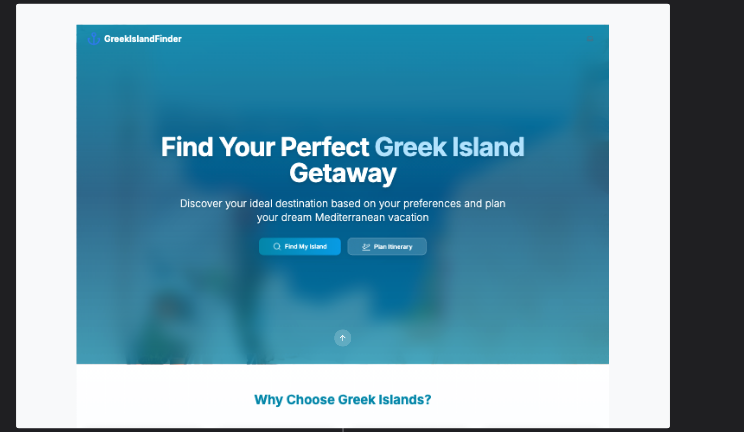 GreekIslandFinder
Find Your Perfect Greek Island
Getaway
Discover your ideal destination based on your preferences and plan
your dream Mediterranean vacation
Find My Island
Plan Itinerary
Why Choose Greek Islands?